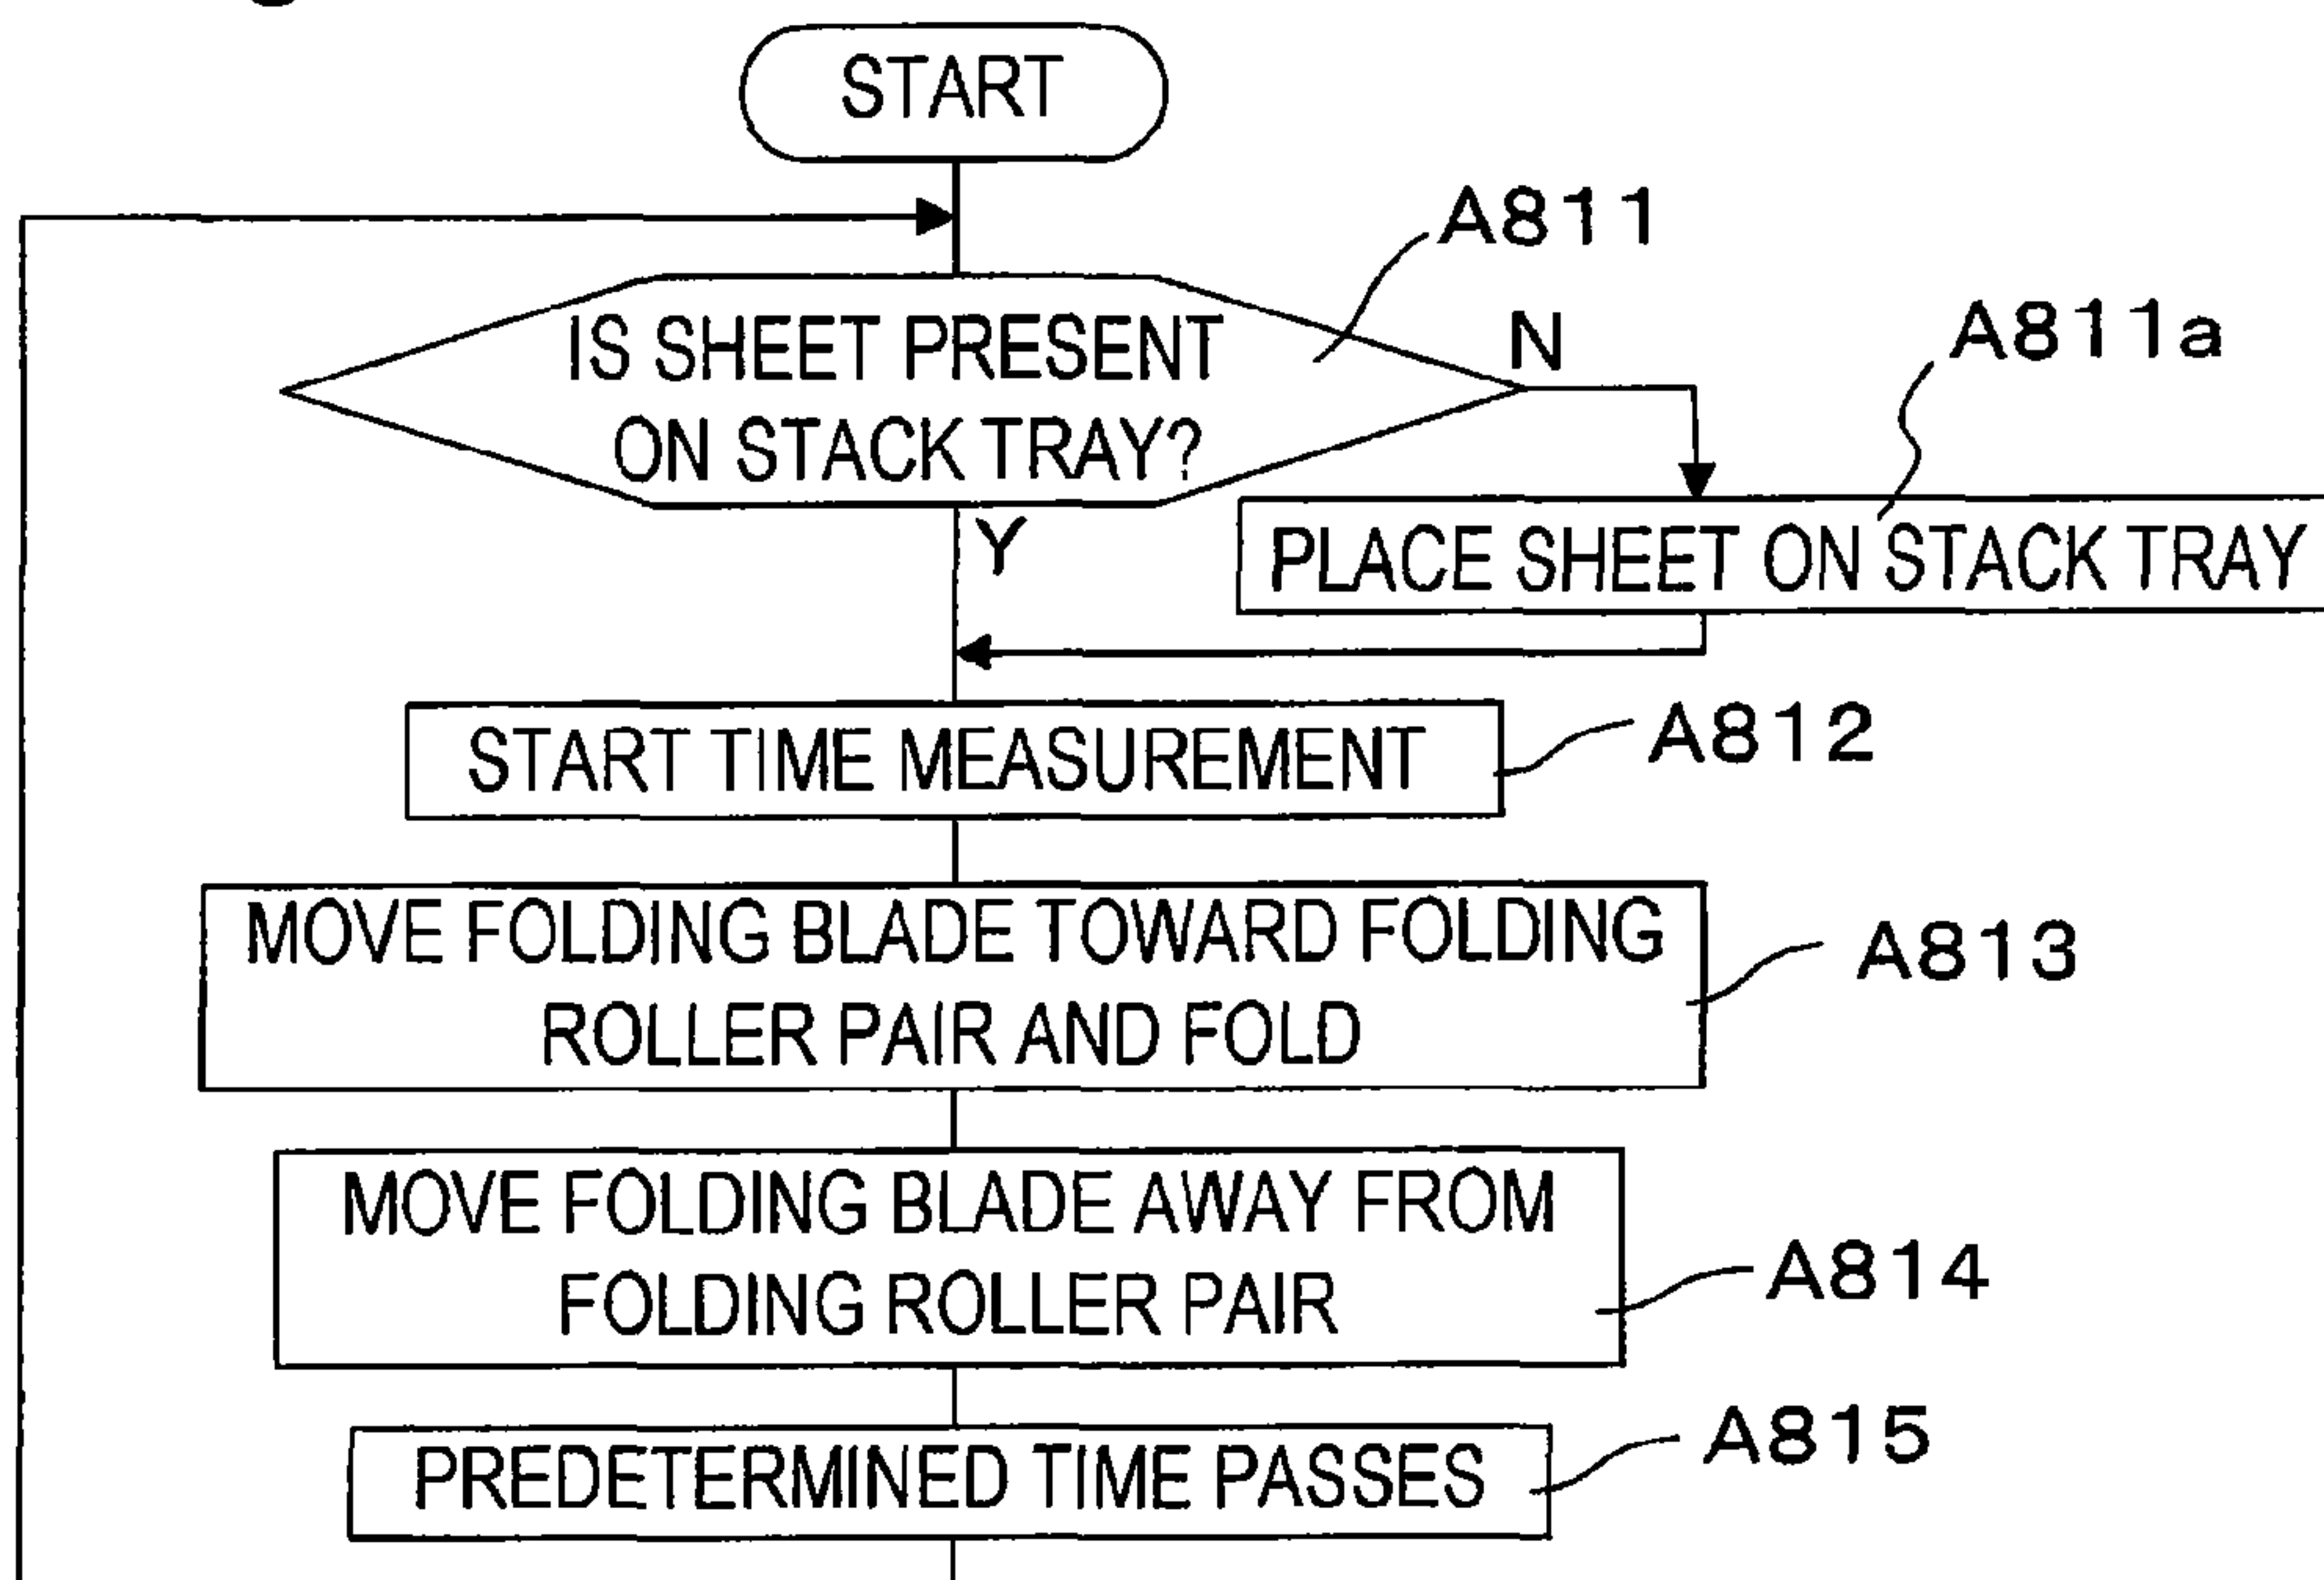 START
A811
IS SHEET PRESENT
ON STACK TRAY?
N
A811a
Y
PLACE SHEET ON STACK TRAY
START TIME MEASUREMENT
A812
MOVE FOLDING BLADE TOWARD FOLDING
ROLLER PAIR AND FOLD
A813
MOVE FOLDING BLADE AWAY FROM
FOLDING ROLLER PAIR
A814
PREDETERMINED TIME PASSES
A815